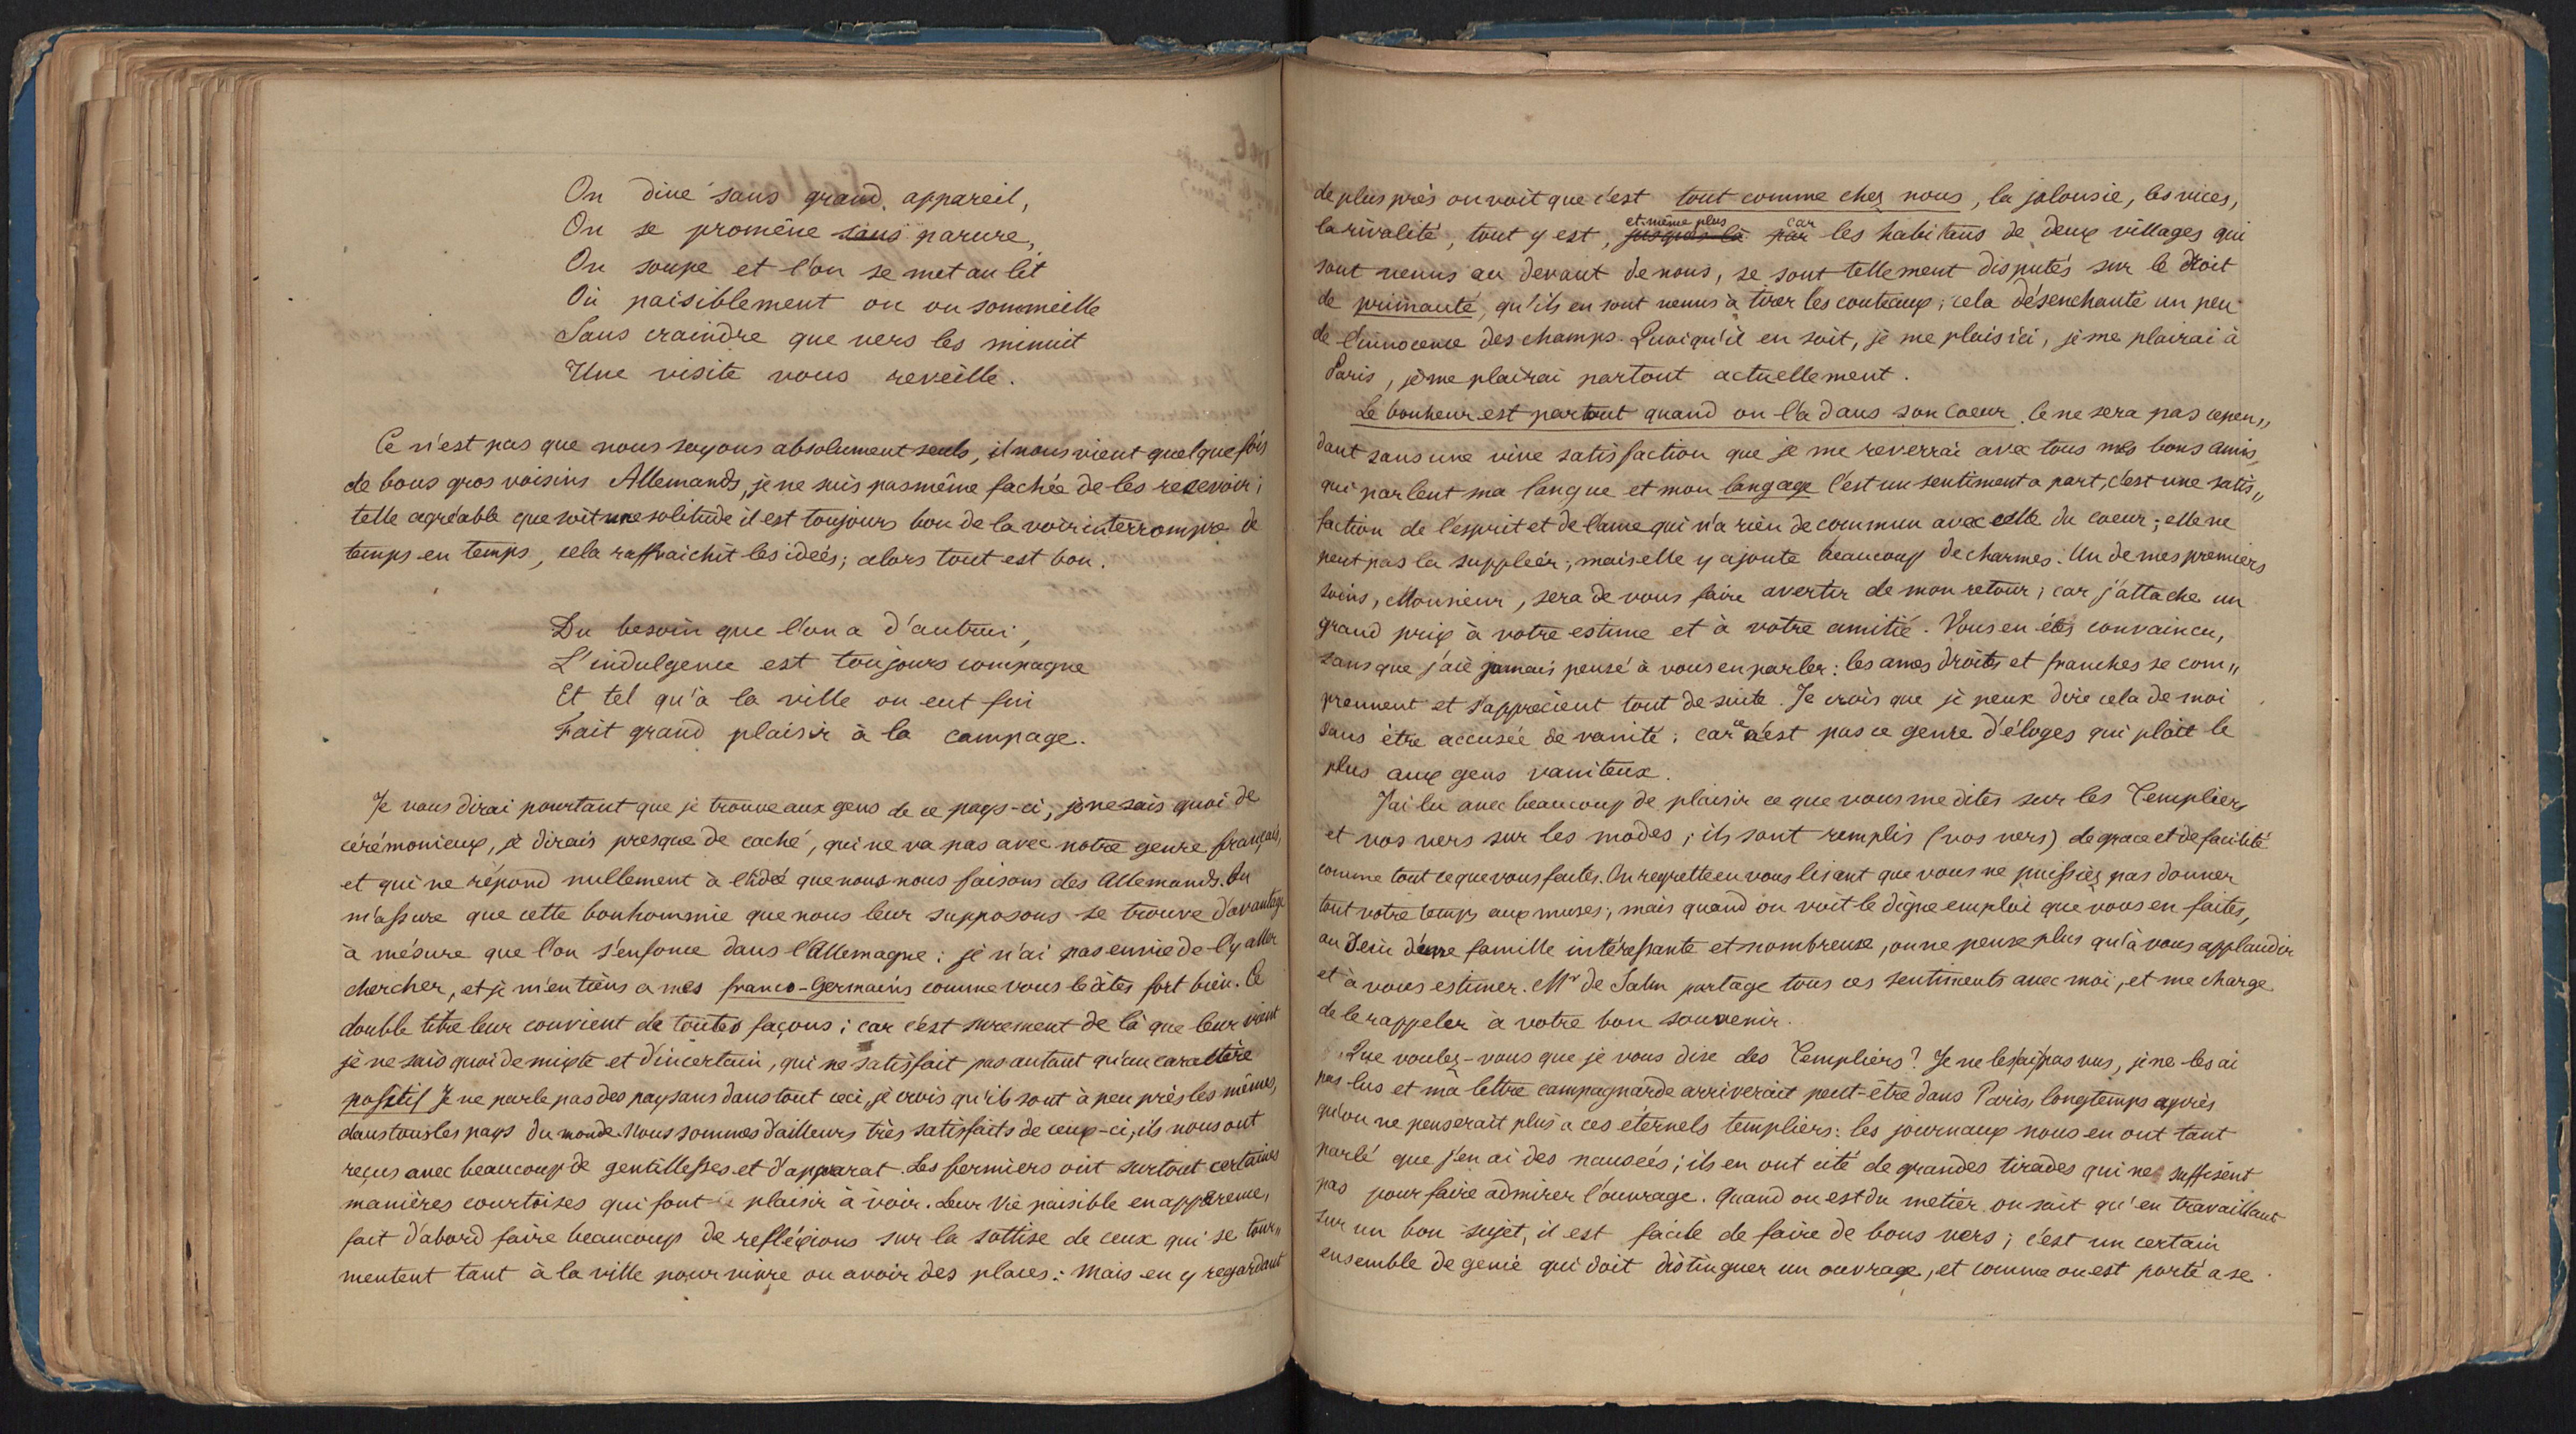 On dine sans grand appareil,
On se promène sans parure,
On soupe et l'on se met au lit
Où paisiblement on on sommeille
Sans craindre que vers les minuit
Une visite vous reveille.
Ce n'est pas que nous soyons absolument seuls, il nous vient quelque fois
de bons gros voisins Allemands, je ne suis pas même fachée de les recevoir;
telle agréable que soit une solitude il est toujours bon de la voir interrompre de
temps en temps, cela raffraichit les ideés; alors tout est bon.
Du besoin que l'on a d'autrui,
L'indulgence est toujours compagne
Et tel qu'à la ville on eut fui
Fait grand plaisir à la campage.
Je vous dirai pourtant que je trouve aux gens de ce pays-ci, je ne sais quoi de
cérémonieux, je dirais presque de caché, qui ne va pas avec notre genre français,
et qui ne répond nullement à l'idée que nous nous faisons des Allemands. On
m'assure que cette bonhommie que nous leur supposons se trouve d'avantage
à mésure que l'on s'enfonce dans l'Allemagne: je n'ai pas envie de l'y aller
chercher, et je m'en tiens a mes franco-Germains comme vous le dites fort bien. Ce
double titre leur convient de toutes façons; car c'est surement de là que leur vient
je ne sais quoi de mixte et d'incertain, qui ne satisfait pas autant qu'un caractère
positif Je ne parle pas des paysans dans tout ceci, je crois qu'ils sont à peu près les mêmes,
dans tous les pays du monde. Nous sommes d'ailleurs très satisfaits de ceux-ci, ils nous ont
reçus avec beaucoup de gentillesses et d'apparat. Les fermiers ont surtout certaines
manières courtoises qui font plaisir à voir. Leur vie paisible en apparence,
fait d'abord faire beaucoup de refléxions sur la sottise de ceux qui se tour„
mentent tant à la ville pour vivre ou avoir des places: Mais en y regardant
de plus près on voit que c'est tout comme chez nous, la jalousie, les vices,
et même plus car
la rivalité, tout y est, jusques là par les habitans de deux villages qui
sont venus au devant de nous, se sont tellement disputés sur le droit
de primauté, qu'ils en sont venus à tirer les couteaux; cela désenchante un peu
de l'innocence des champs. Quoiqu'il en soit, je me plais ici, je me plairai à
Paris, je me plairai partout actuellement.
Le bonheur est partout quand on l'a dans son coeur. Ce ne sera pas cepen„
dant sans une vive satisfaction que je me reverrai avec tous mes bons amis,
qui parlent ma langue et mon langage c'est un sentiment a part, c'est une satis„
faction de l'esprit et de l'ame qui n'a rien de commun avec celle du coeur; elle ne
peut pas la suppléer, mais elle y ajoute beaucoup de charmes. Un de mes premiers
soins, Monsieur, sera de vous faire avertir de mon retour; car j'attache un
grand prix à votre estime et à votre amitié. Vous en êtes convaincu,
sans que j'aie jamais pensé à vous en parler: les ames droites et franches se com„
prennent et s'apprécient tout de suite. Je crois que je peux dire cela de moi
sans être accusée de vanité; car ce n'est pas ce genre d'éloges qui plait le
plus aux gens vaniteux.
J'ai lu avec beaucoup de plaisir ce que vous me dites sur les Templiers
et vos vers sur les modes; ils sont remplis (vos vers) de grace et de facilité
comme tout ce que vous faites. On regrette en vous lisant que vous ne puissiez pas donner
tout votre temps aux muses; mais quand on voit le digne emploi que vous en faites,
au sein d'une famille intéressante et nombreuse, on ne pense plus qu'à vous applaudir
et à vous estimer. Mr de Salm partage tous ces sentiments avec moi, et me charge
de le rappeler à votre bon souvenir.
Que voulez-vous que je vous dise des Templiers? Je ne les ai pas vus, je ne les ai
pas lus et ma lettre campagnarde arriverait peut-être dans Paris, longtemps après
qu'on ne penserait plus a ces éternels templiers: les journaux nous en ont tant
parlé que j'en ai des nauseés; ils en ont cité de grandes tirades qui ne suffisent
pas pour faire admirer l'ouvrage. Quand on est du metier on sait qu'en travaillant
sur un bon sujet, il est facile de faire de bons vers; c'est un certain
ensemble de genie qui doit distinguer un ouvrage, et comme on est porté a se